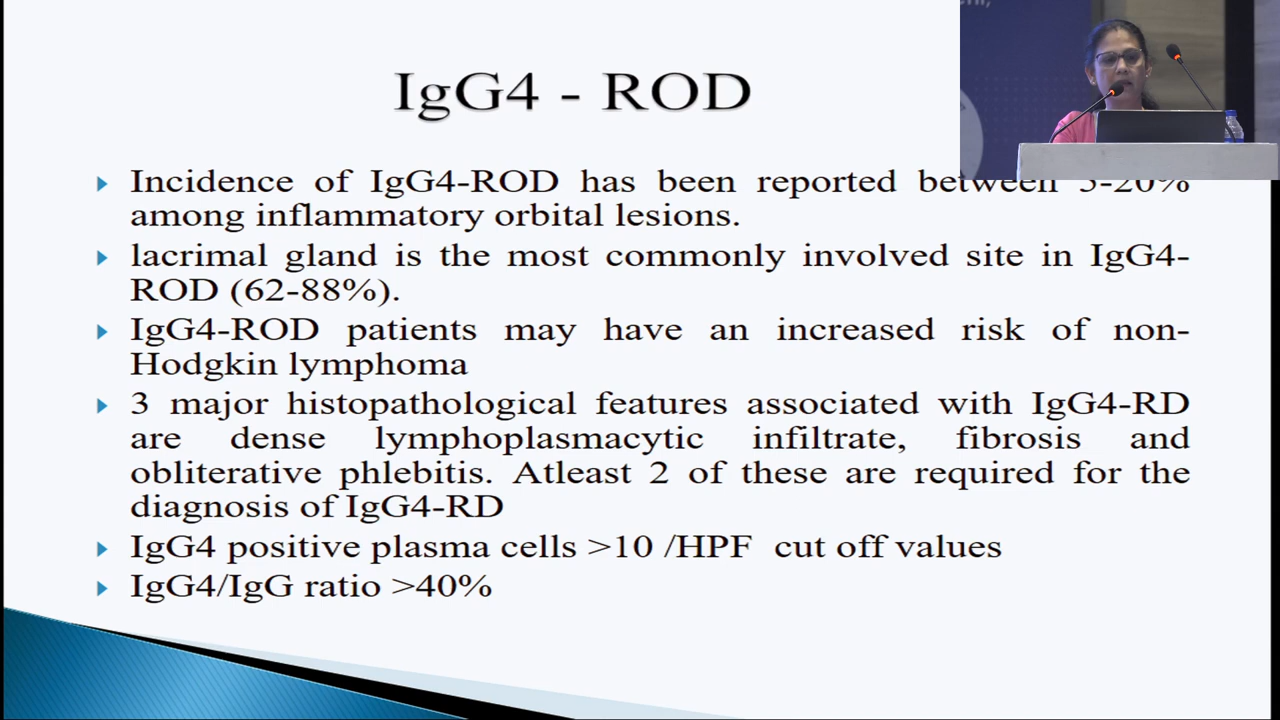 IgG4 - ROD
Incidence of IgG4-ROD has been reported between 5-20%
among inflammatory orbital lesions.
lacrimal gland is the most commonly involved site in IgG4-
ROD (62-88%).
IgG4-ROD patients may have an increased risk of non-
Hodgkin lymphoma
3 major histopathological features associated with IgG4-RD
are dense lymphoplasmacytic infiltrate, fibrosis and
obliterative phlebitis. Atleast 2 of these are required for the
diagnosis of IgG4-RD
IgG4 positive plasma cells >10 /HPF cut off values
IgG4/IgG ratio >40%